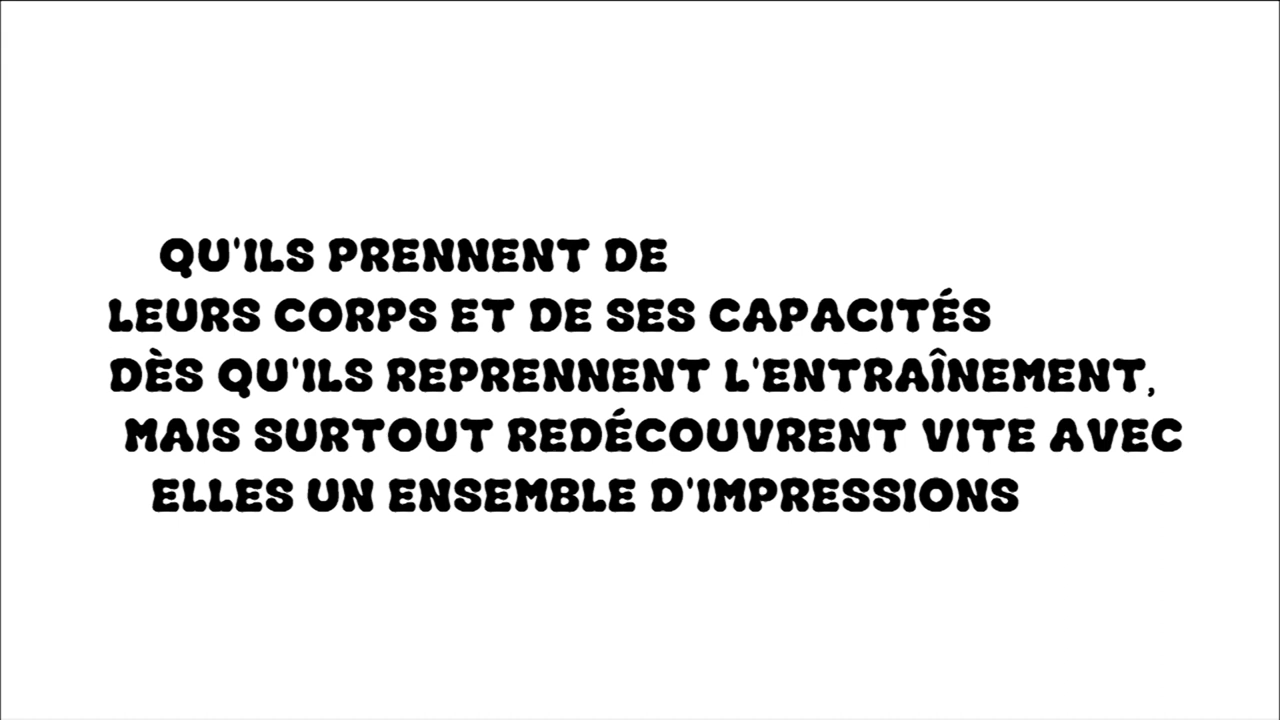 QU'ILS PRENNENT DE
LEURS CORPS ET DE SES CAPACITÉS
DÈS QU'ILS REPRENNENT L'ENTRAÎNEMENT,
MAIS SURTOUT REDÉCOUVRENT VITE AVEC
ELLES UN ENSEMBLE D'IMPRESSIONS